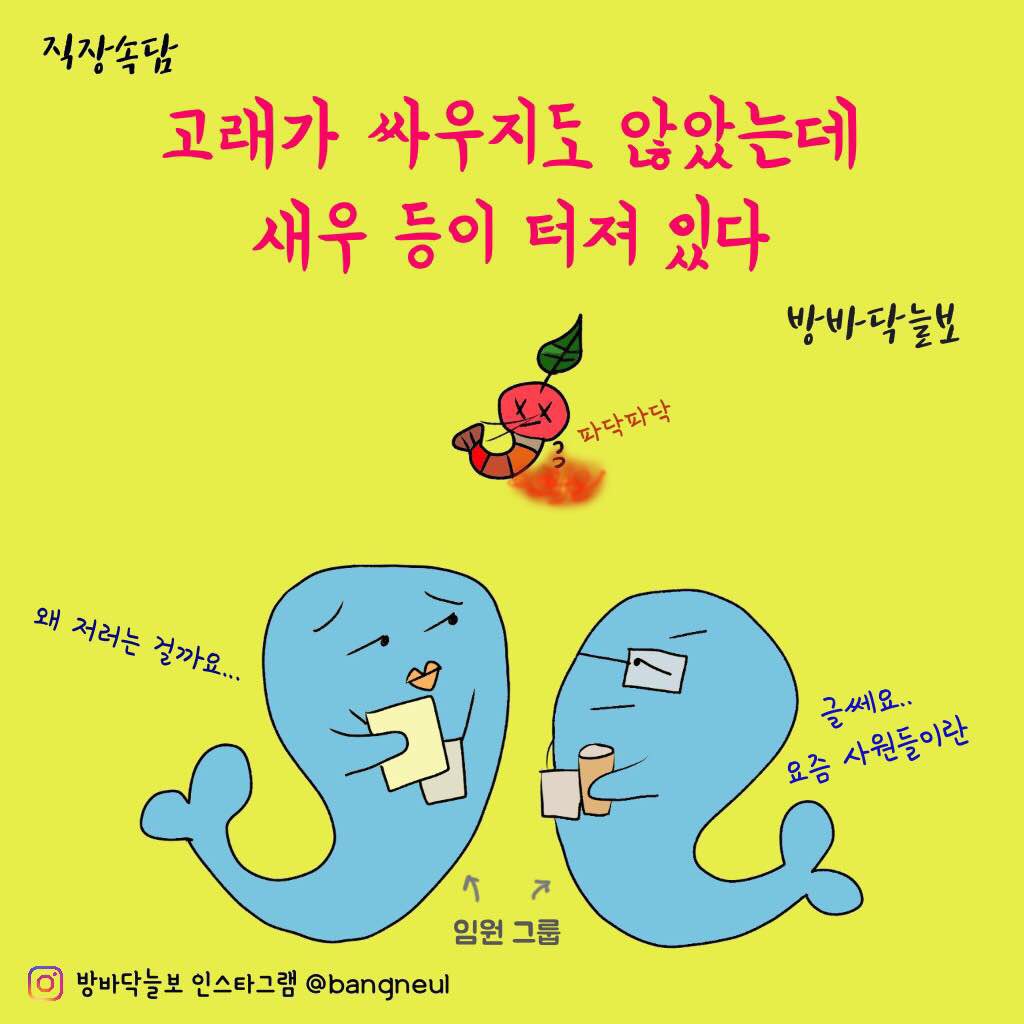 직장속담
고래가 싸우지도 않았는데
새우 등이 터져 있다
방바닥늘보
파닥파닥
왜 저러는 걸까요...
글쎄요..
요즘 사원들이란
임원 그룹
방바닥늘보 인스타그램 @bangneul